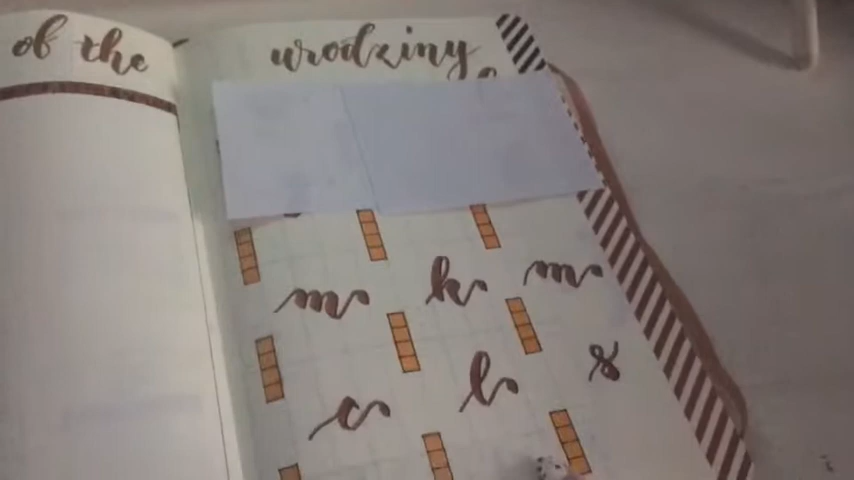 of the
urodziny
m k m
c l s